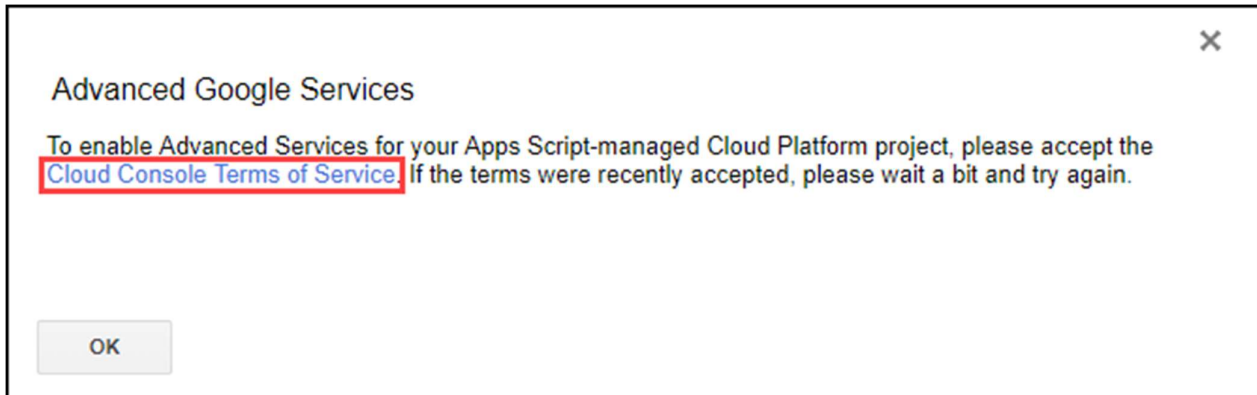 Advanced Google Services
To enable Advanced Services for your Apps Script-managed Cloud Platform project, please accept the
Cloud Console Terms of Service. If the terms were recently accepted, please wait a bit and try again.
OK